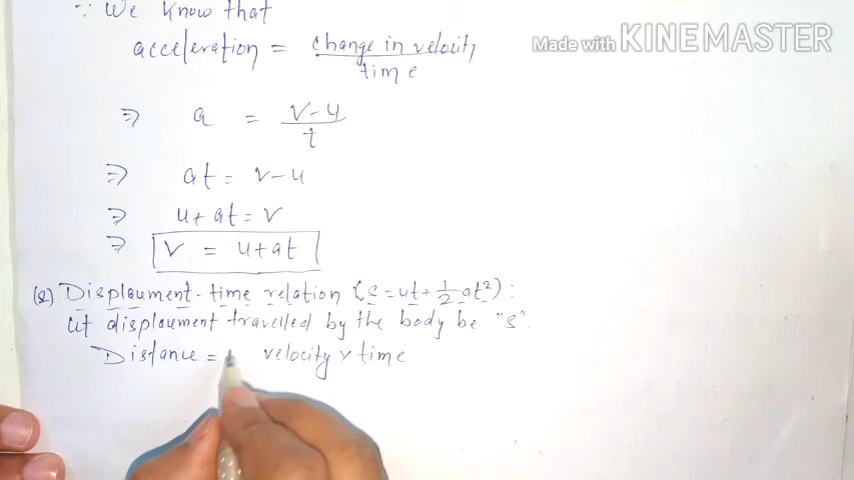 ∵ We know that
Made with KINEMASTER
acceleration = change in velocity / time
⇒ a = v-u / t
⇒ at = v-u
⇒ u+at = v
⇒ v = u+at
(2) Displacement-time relation (s=ut+1/2 at²):
Let displacement travelled by the body be "s".
Distance = velocity × time